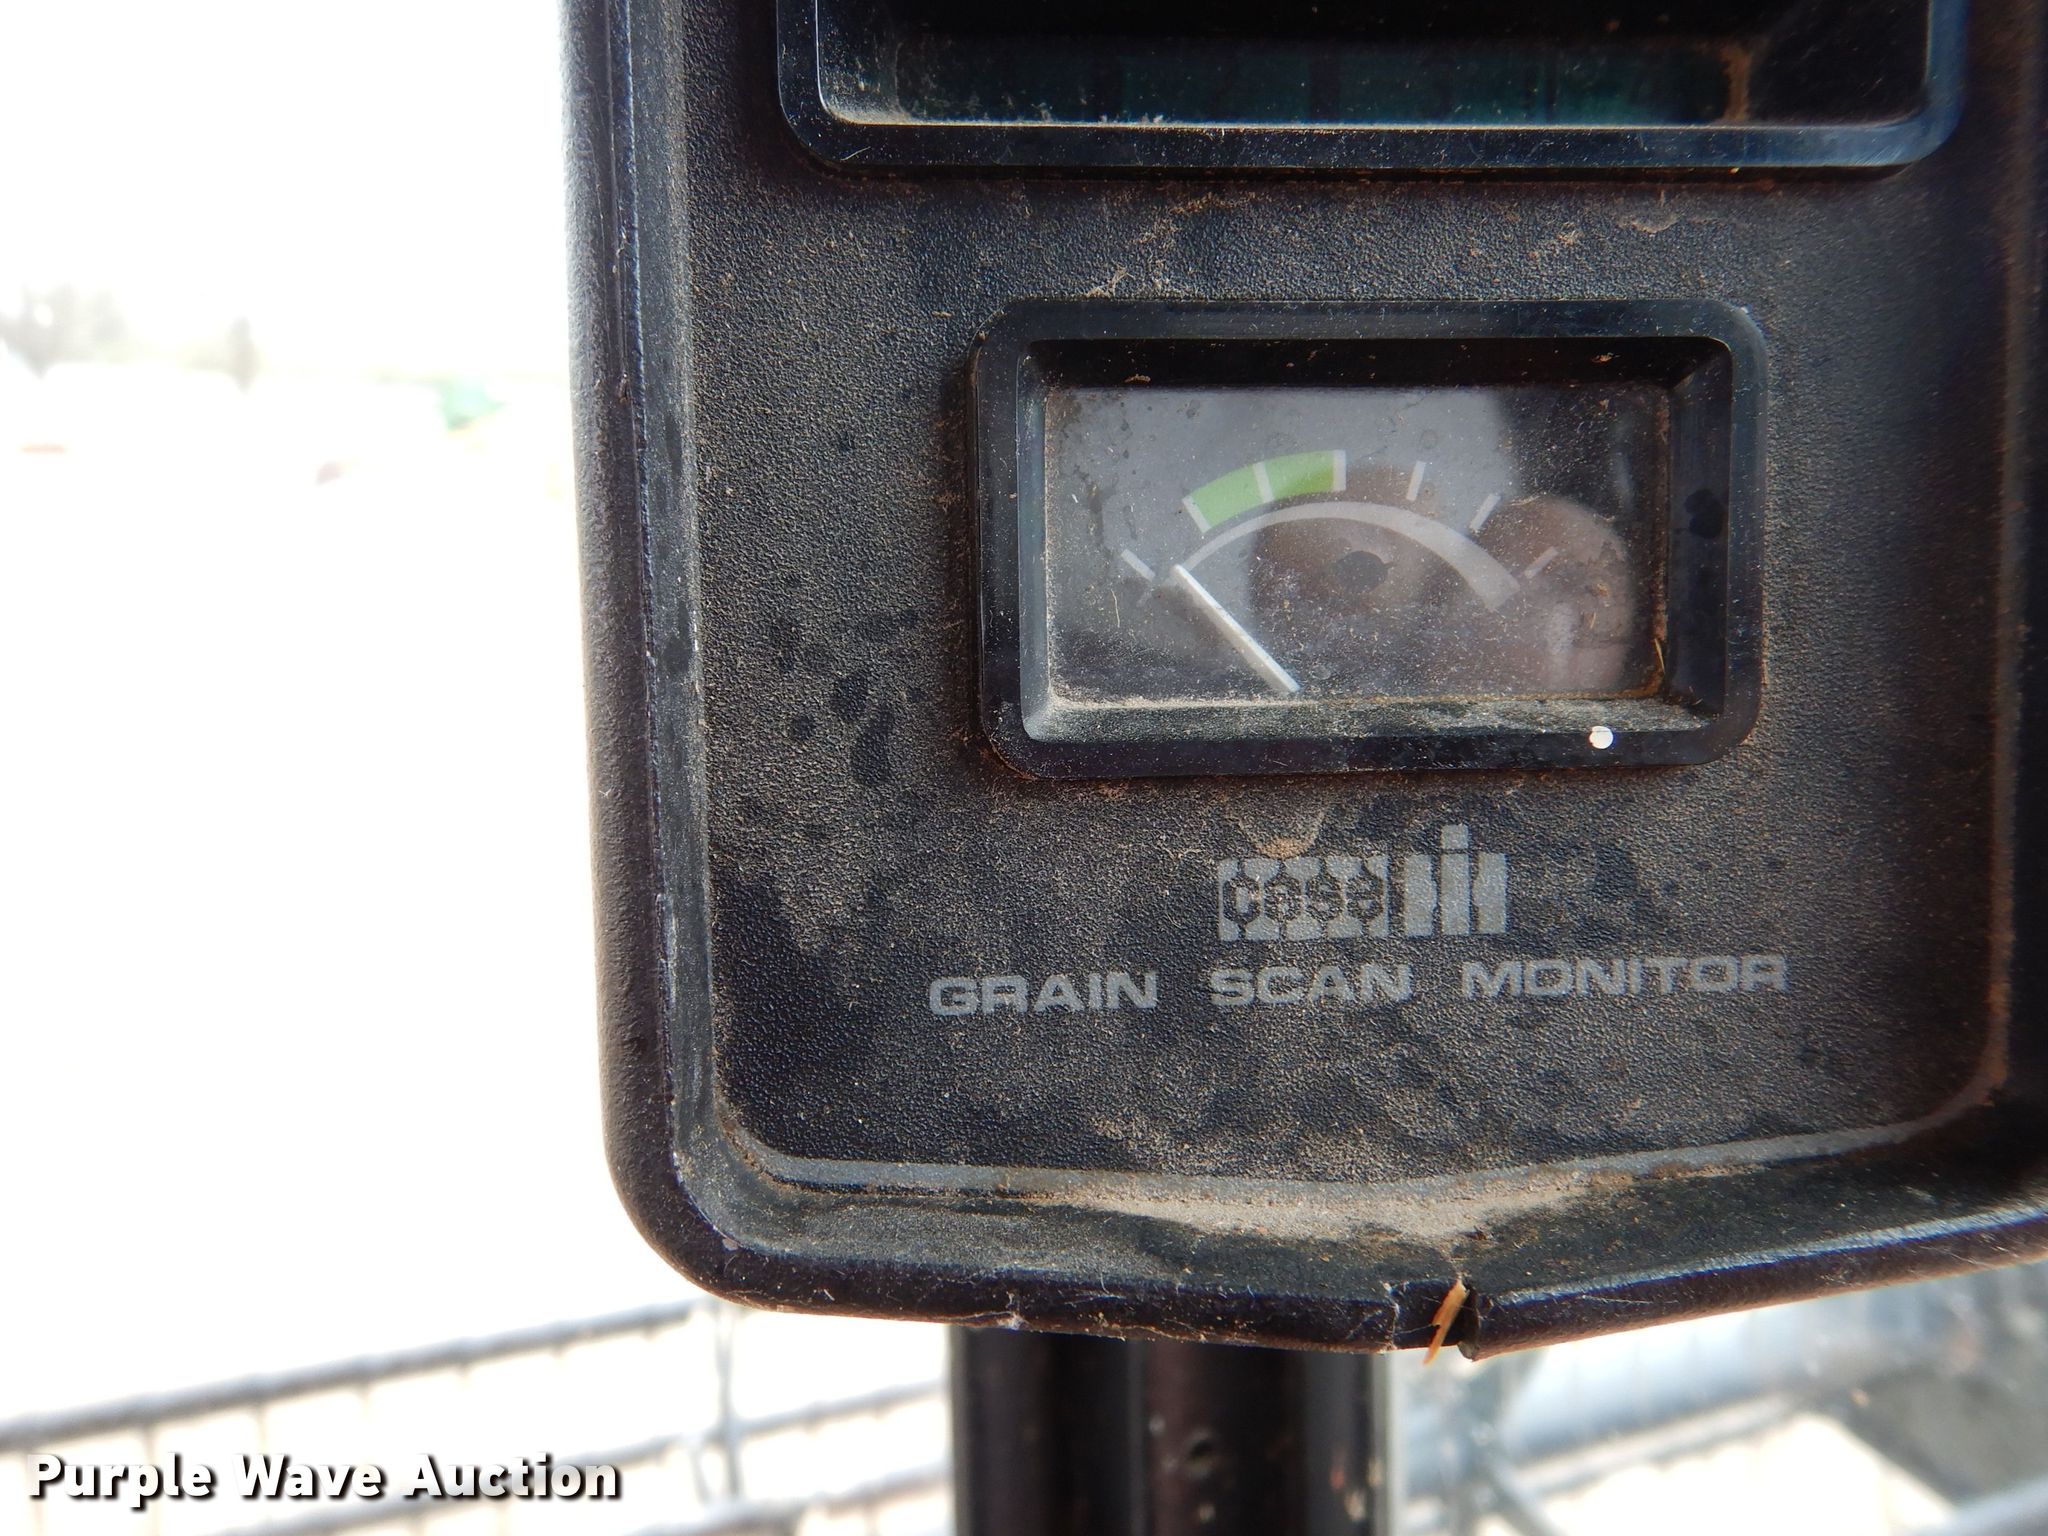 case IH
GRAIN SCAN MONITOR
Purple Wave Auction